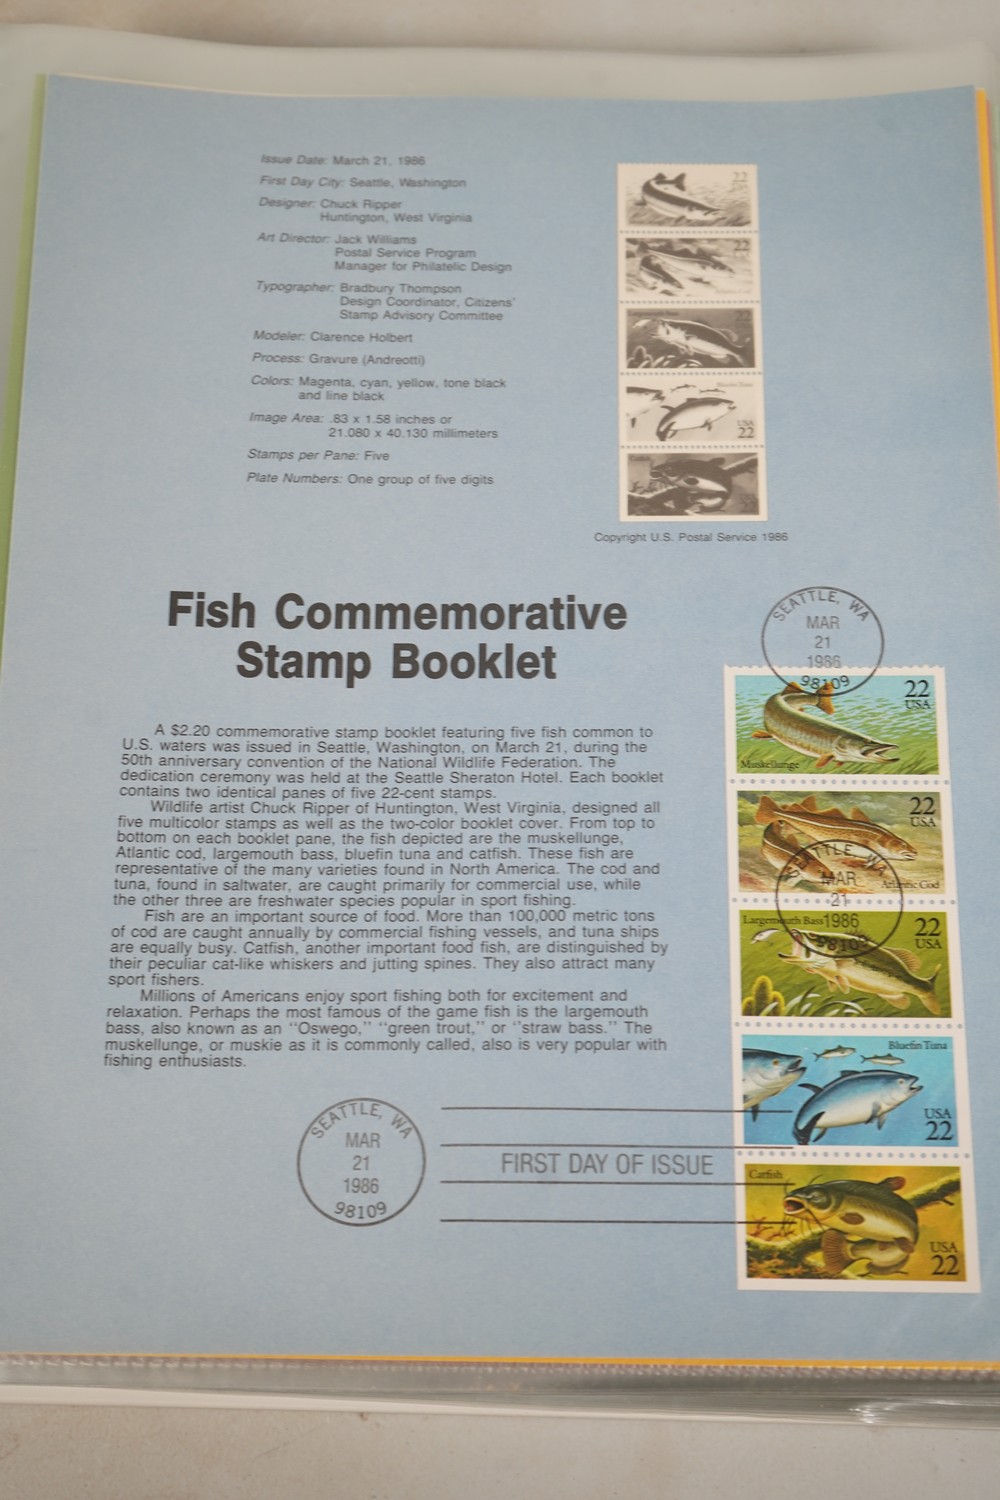 Issue Date: March 21, 1986
First Day City: Seattle, Washington
Designer: Chuck Ripper
Huntington, West Virginia
Art Director: Jack Williams
Postal Service Program
Manager for Philatelic Design
Typographer: Bradbury Thompson
Design Coordinator, Citizens'
Stamp Advisory Committee
Modeler: Clarence Holbert
Process: Gravure (Andreotti)
Colors: Magenta, cyan, yellow, tone black
and line black
Image Area: .83 x 1.58 inches or
21.080 x 40.130 millimeters
Stamps per Pane: Five
Plate Numbers: One group of five digits
22
22
Largemouth Bass
22
Bluefin Tuna
USA
22
Catfish
Copyright U.S. Postal Service 1986
Fish Commemorative
Stamp Booklet
A $2.20 commemorative stamp booklet featuring five fish common to
U.S. waters was issued in Seattle, Washington, on March 21, during the
50th anniversary convention of the National Wildlife Federation. The
dedication ceremony was held at the Seattle Sheraton Hotel. Each booklet
contains two identical panes of five 22-cent stamps.
Wildlife artist Chuck Ripper of Huntington, West Virginia, designed all
five multicolor stamps as well as the two-color booklet cover. From top to
bottom on each booklet pane, the fish depicted are the muskellunge,
Atlantic cod, largemouth bass, bluefin tuna and catfish. These fish are
representative of the many varieties found in North America. The cod and
tuna, found in saltwater, are caught primarily for commercial use, while
the other three are freshwater species popular in sport fishing.
Fish are an important source of food. More than 100,000 metric tons
of cod are caught annually by commercial fishing vessels, and tuna ships
are equally busy. Catfish, another important food fish, are distinguished by
their peculiar cat-like whiskers and jutting spines. They also attract many
sport fishers.
Millions of Americans enjoy sport fishing both for excitement and
relaxation. Perhaps the most famous of the game fish is the largemouth
bass, also known as an "Oswego," "green trout," or "straw bass." The
muskellunge, or muskie as it is commonly called, also is very popular with
fishing enthusiasts.
SEATTLE, WA
MAR
21
1986
98109
22
USA
Muskellunge
22
USA
Atlantic Cod
SEATTLE, WA
MAR
21
1986
98109
Largemouth Bass
22
USA
Bluefin Tuna
USA
22
Catfish
USA
22
SEATTLE, WA
MAR
21
1986
98109
FIRST DAY OF ISSUE